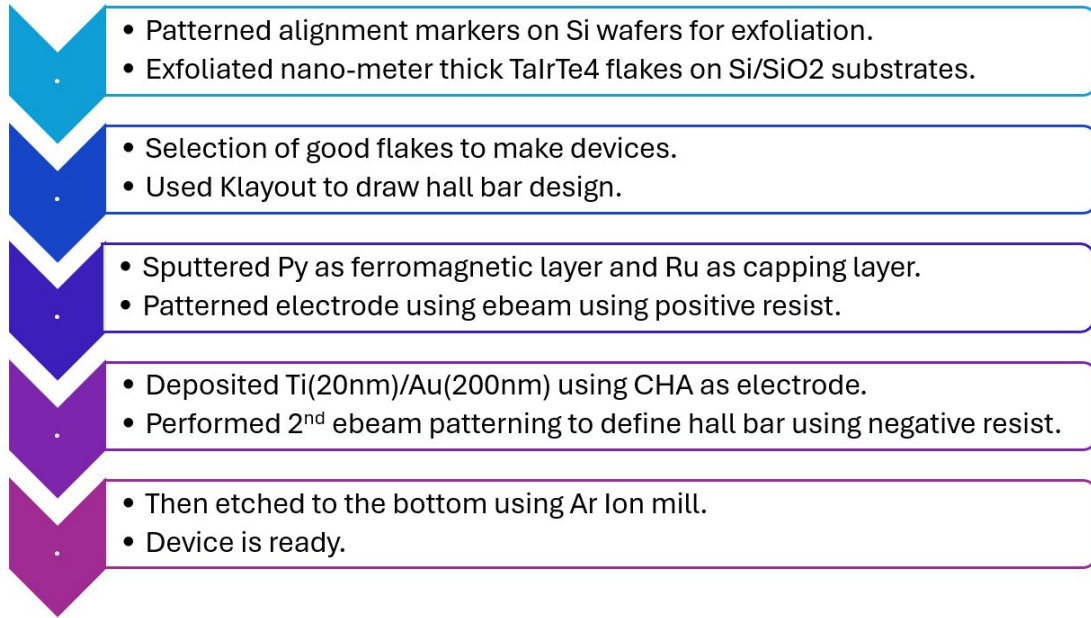 • Patterned alignment markers on Si wafers for exfoliation.
• Exfoliated nano-meter thick TaIrTe4 flakes on Si/SiO2 substrates.
• Selection of good flakes to make devices.
• Used Klayout to draw hall bar design.
• Sputtered Py as ferromagnetic layer and Ru as capping layer.
• Patterned electrode using ebeam using positive resist.
• Deposited Ti(20nm)/Au(200nm) using CHA as electrode.
• Performed 2nd ebeam patterning to define hall bar using negative resist.
• Then etched to the bottom using Ar Ion mill.
• Device is ready.